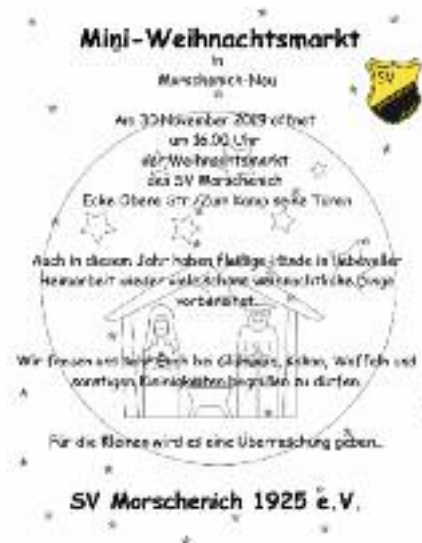 Mini-Weihnachtsmarkt
in
Morschenich-Neu
SV
Am 30.November 2019 öffnet
um 16.00 Uhr
der Weihnachtsmarkt
des SV Morschenich
Ecke Obere Str./Zum Kamp seine Türen
Auch in diesem Jahr haben fleißige Hände in liebevoller
Heimarbeit wieder viele schöne weihnachtliche Dinge
vorbereitet...
Wir freuen uns Euch bei Glühwein, Kakao, Waffeln und
sonstigen Kleinigkeiten begrüßen zu dürfen.
Für die Kleinen wird es eine Überraschung geben...
SV Morschenich 1925 e.V.